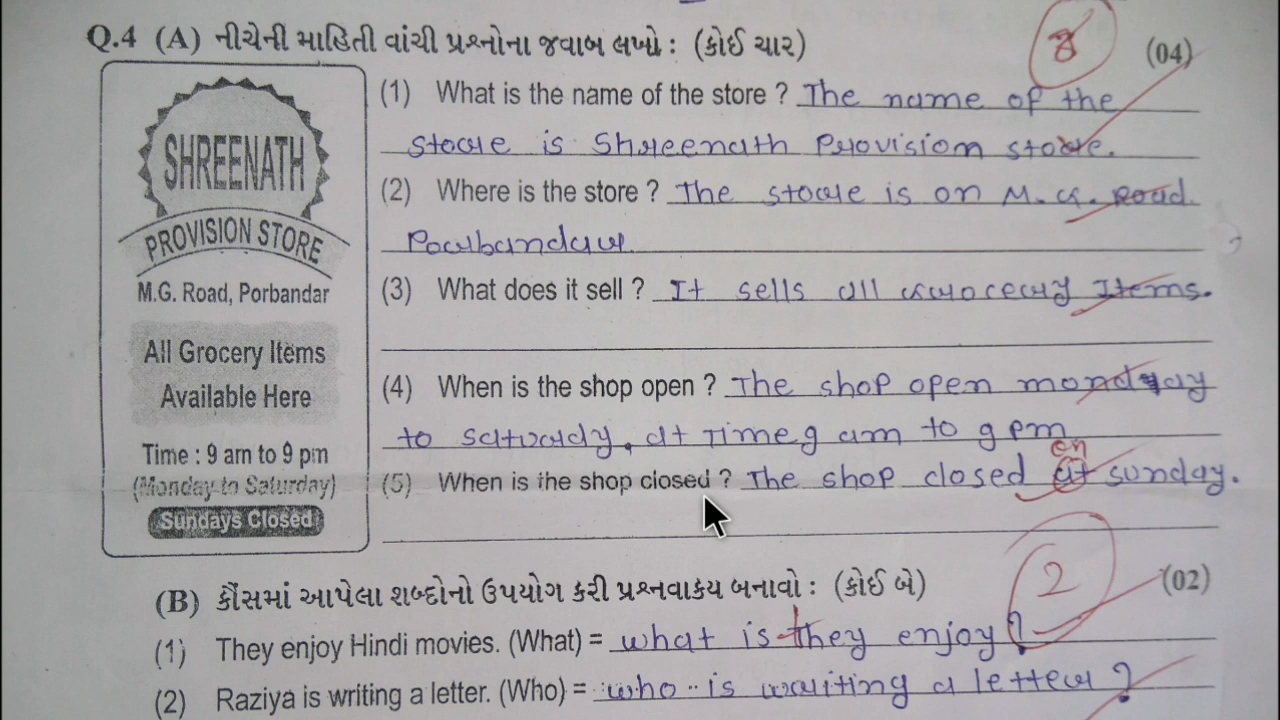 Q.4 (A) નીચેની માહિતી વાંચી પ્રશ્નોના જવાબ લખો : (કોઈ ચાર) (04)
SHREENATH
PROVISION STORE
M.G. Road, Porbandar
All Grocery Items
Available Here
Time : 9 am to 9 pm
(Monday to Saturday)
Sundays Closed
(1) What is the name of the store ? The name of the
store is Shreenath Provision store.
(2) Where is the store ? The store is on M. G. Road
Porbandar
(3) What does it sell ? It sells all grocery Items.
(4) When is the shop open ? The shop open monday
to saturday, at Time 9 am to 9 pm
en
(5) When is the shop closed ? The shop closed at sunday.
2
(B) કૌંસમાં આપેલા શબ્દોનો ઉપયોગ કરી પ્રશ્નવાક્ય બનાવો : (કોઈ બે) (02)
(1) They enjoy Hindi movies. (What) = what is they enjoy ?
(2) Raziya is writing a letter. (Who) = who is writing a letter ?